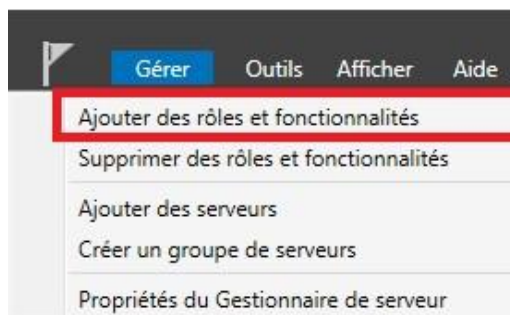 Gérer Outils Afficher Aide
Ajouter des rôles et fonctionnalités
Supprimer des rôles et fonctionnalités
Ajouter des serveurs
Créer un groupe de serveurs
Propriétés du Gestionnaire de serveur